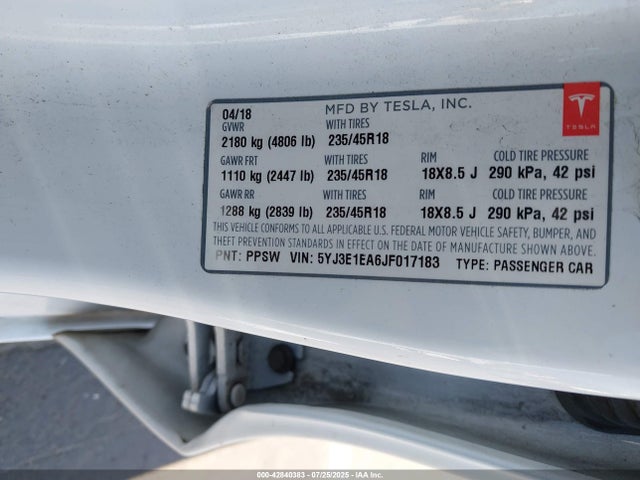 04/18 MFD BY TESLA, INC.
GVWR WITH TIRES
2180 kg (4806 lb) 235/45R18
GAWR FRT WITH TIRES RIM COLD TIRE PRESSURE
1110 kg (2447 lb) 235/45R18 18X8.5 J 290 kPa, 42 psi
GAWR RR WITH TIRES RIM COLD TIRE PRESSURE
1288 kg (2839 lb) 235/45R18 18X8.5 J 290 kPa, 42 psi
THIS VEHICLE CONFORMS TO ALL APPLICABLE U.S. FEDERAL MOTOR VEHICLE SAFETY, BUMPER, AND
THEFT PREVENTION STANDARDS IN EFFECT ON THE DATE OF MANUFACTURE SHOWN ABOVE.
PNT: PPSW VIN: 5YJ3E1EA6JF017183 TYPE: PASSENGER CAR
TESLA
000-42840383 - 07/25/2025 - IAA, Inc.